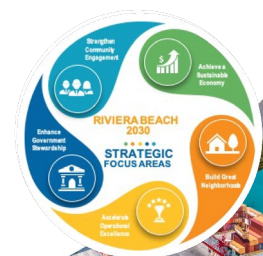 Strengthen
Community
Engagement
Achieve a
Sustainable
Economy
RIVIERA BEACH
2030
STRATEGIC
FOCUS AREAS
Enhance
Government
Stewardship
Build Great
Neighborhoods
Accelerate
Operational
Excellence
$